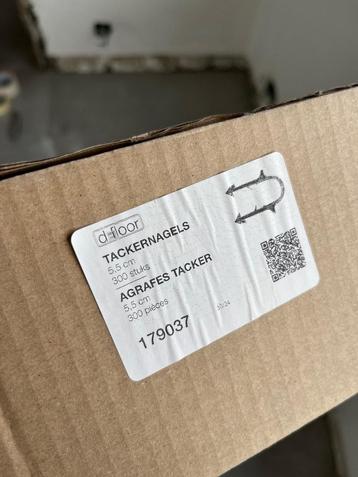 d-floor
TACKERNAGELS
5,5 cm
300 stuks
AGRAFES TACKER
5,5 cm
300 pièces
179037